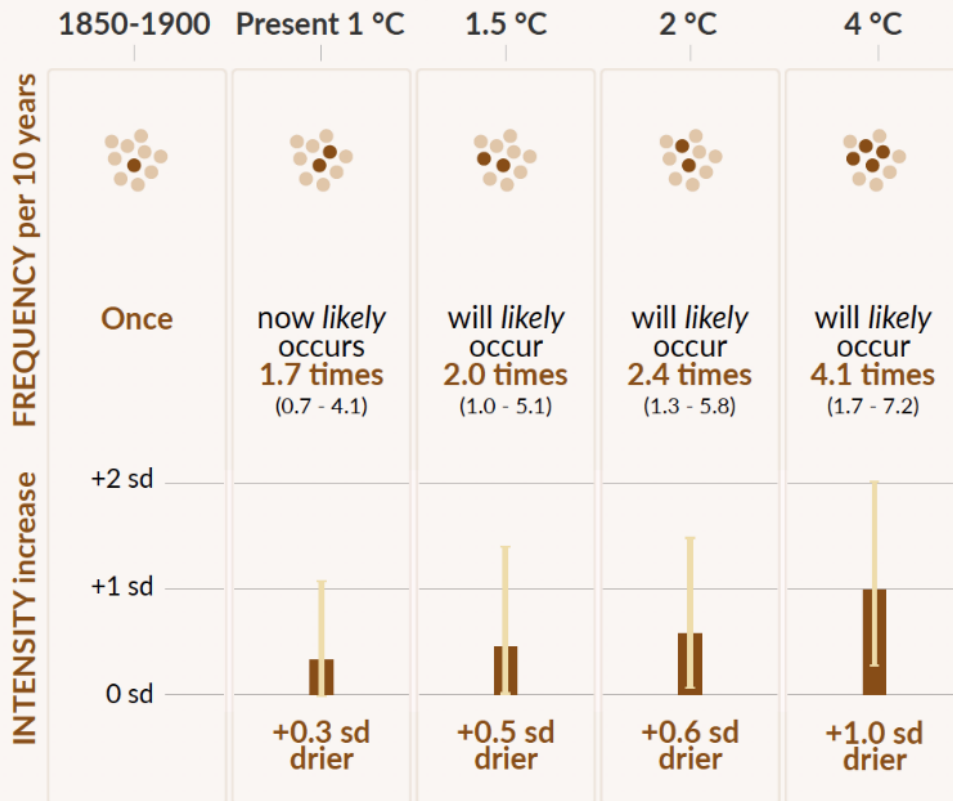 1850-1900 Present 1 °C 1.5 °C 2 °C 4 °C
FREQUENCY per 10 years
Once
now likely
occurs
1.7 times
(0.7 - 4.1)
will likely
occur
2.0 times
(1.0 - 5.1)
will likely
occur
2.4 times
(1.3 - 5.8)
will likely
occur
4.1 times
(1.7 - 7.2)
INTENSITY increase
+2 sd
+1 sd
0 sd
+0.3 sd
drier
+0.5 sd
drier
+0.6 sd
drier
+1.0 sd
drier